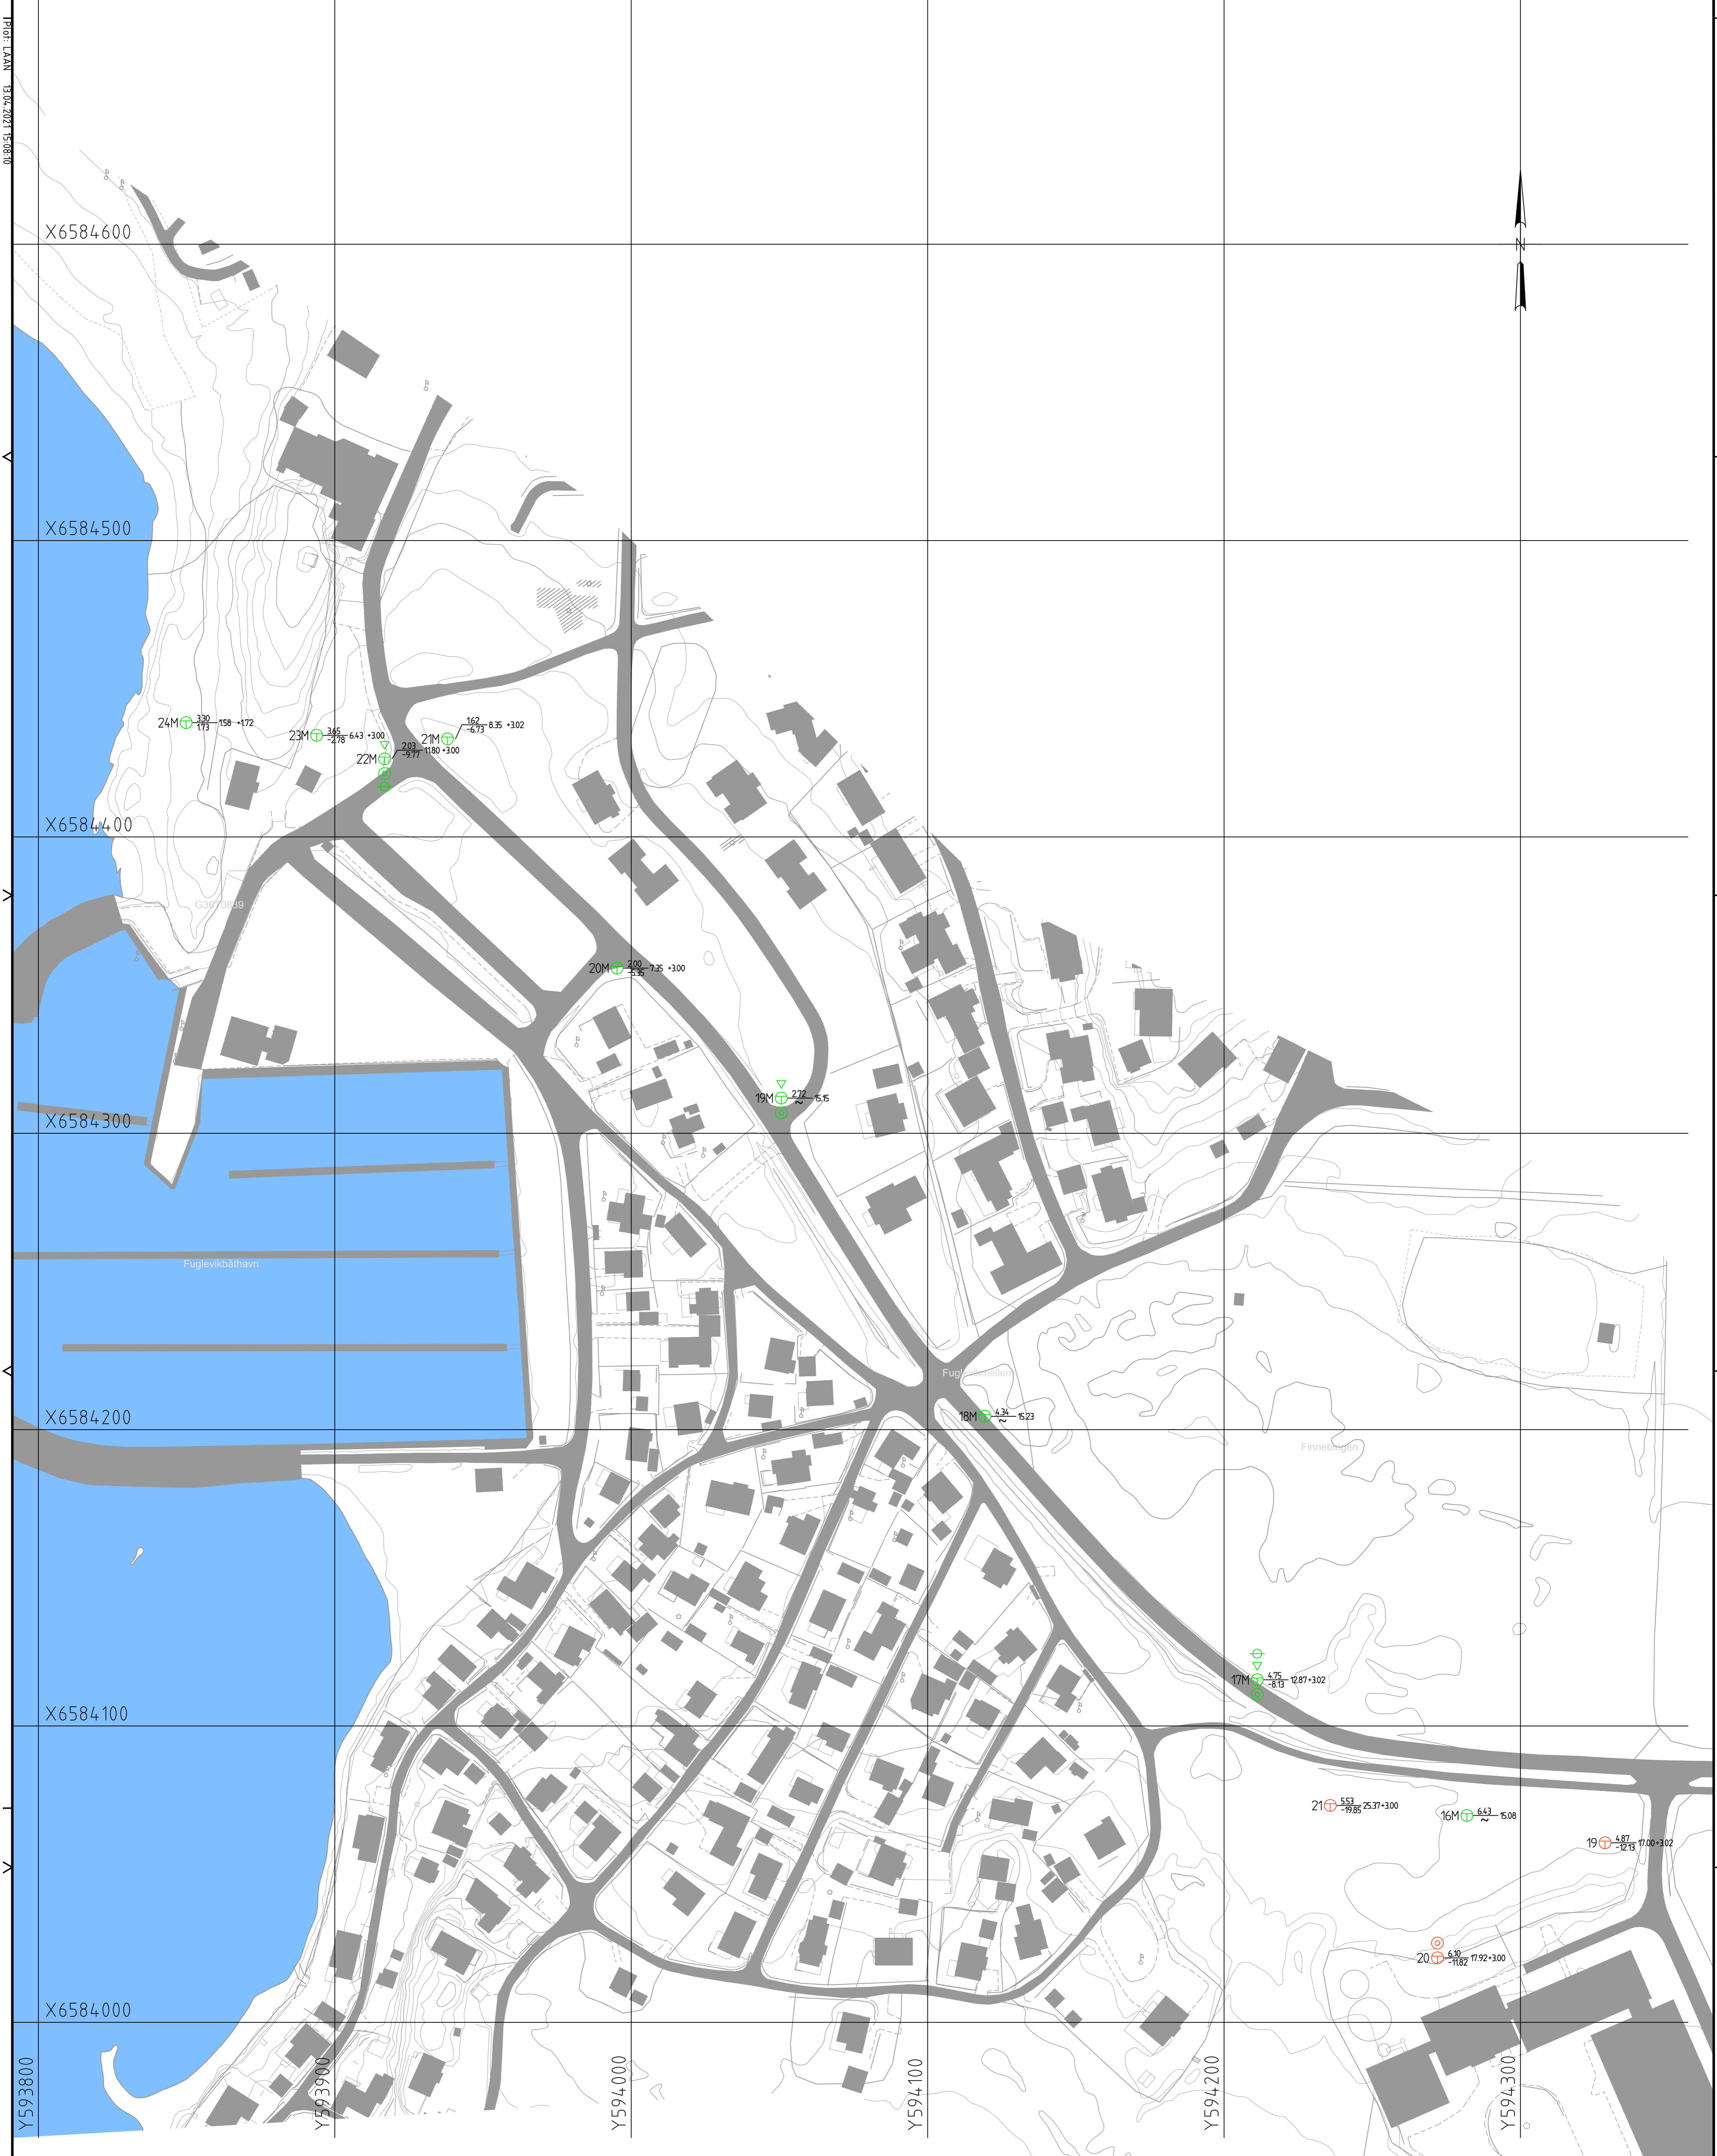 Plot: LAAN 13.04.2021 15:08:10
X6584600
N
X6584500
24M 3.30 1.73 1.58 +1.72
23M 3.65 -2.78 6.43 +3.00
21M 1.62 -6.73 8.35 +3.02
22M 2.03 -9.77 11.80 +3.00
X6584400
G3670839
20M 2.00 -5.35 7.35 +3.00
19M 2.72 ~ 15.15
X6584300
Fuglevikbåthavn
Fuglevikmellem
18M 4.34 ~ 15.23
X6584200
Finnebingen
17M 4.75 -8.13 12.87 +3.02
X6584100
21 5.53 -19.85 25.37 +3.00
16M 6.43 ~ 15.08
19 4.87 -12.13 17.00 +3.02
20 6.10 -11.82 17.92 +3.00
X6584000
Y593800
Y593900
Y594000
Y594100
Y594200
Y594300